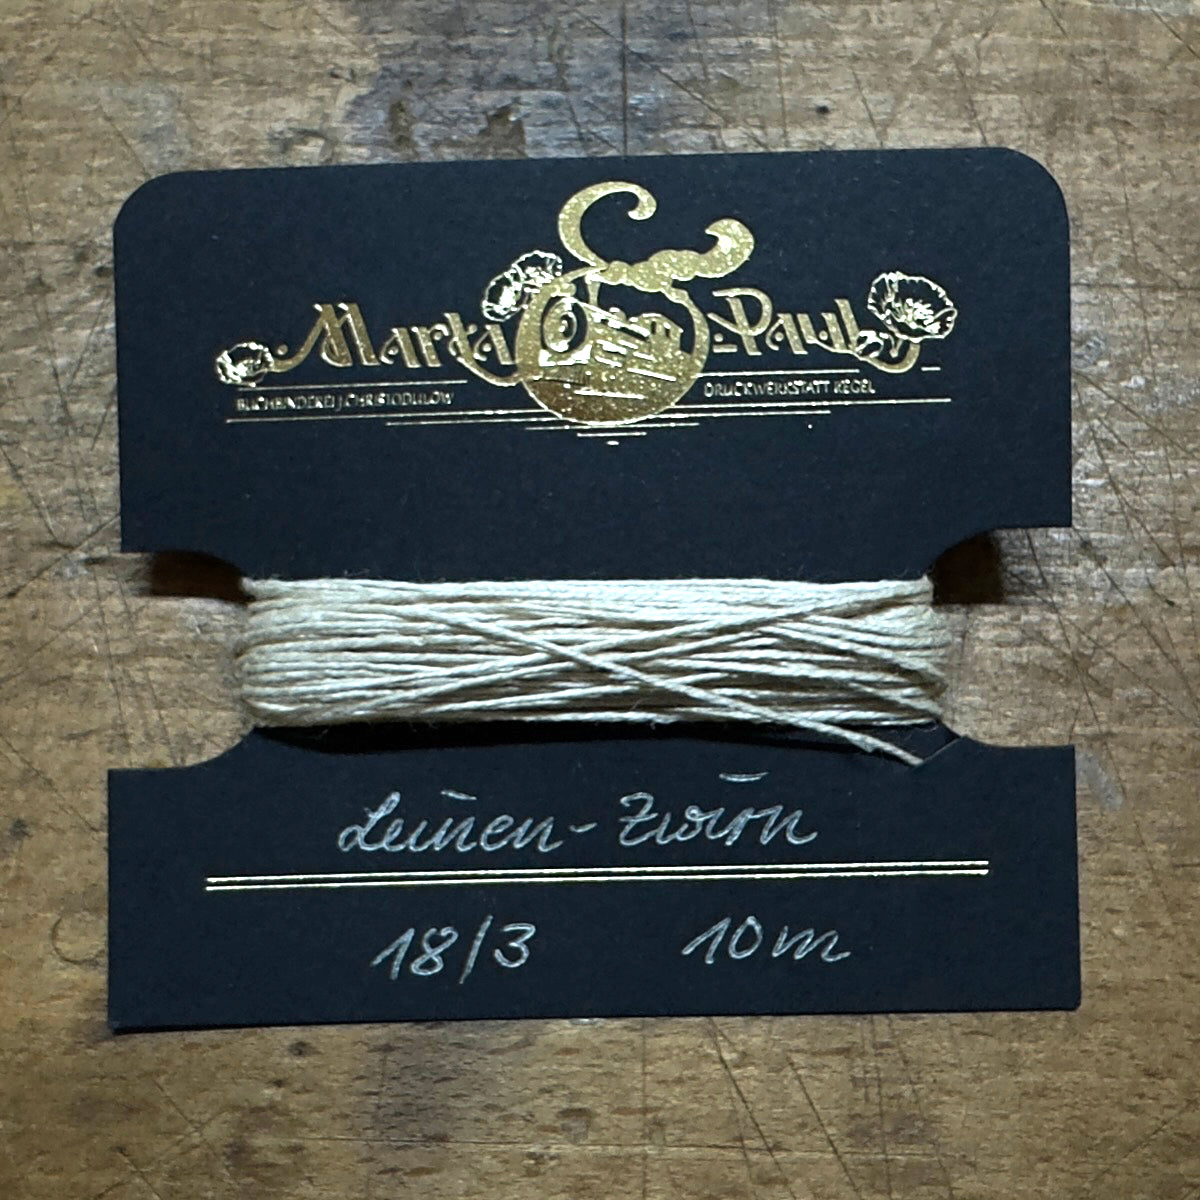 Marta & Paul
BUCHBINDEREI J.CHRISTODULOW
DRUCKWERKSTATT KEGEL
Leinen-Zwirn
18/3 10m